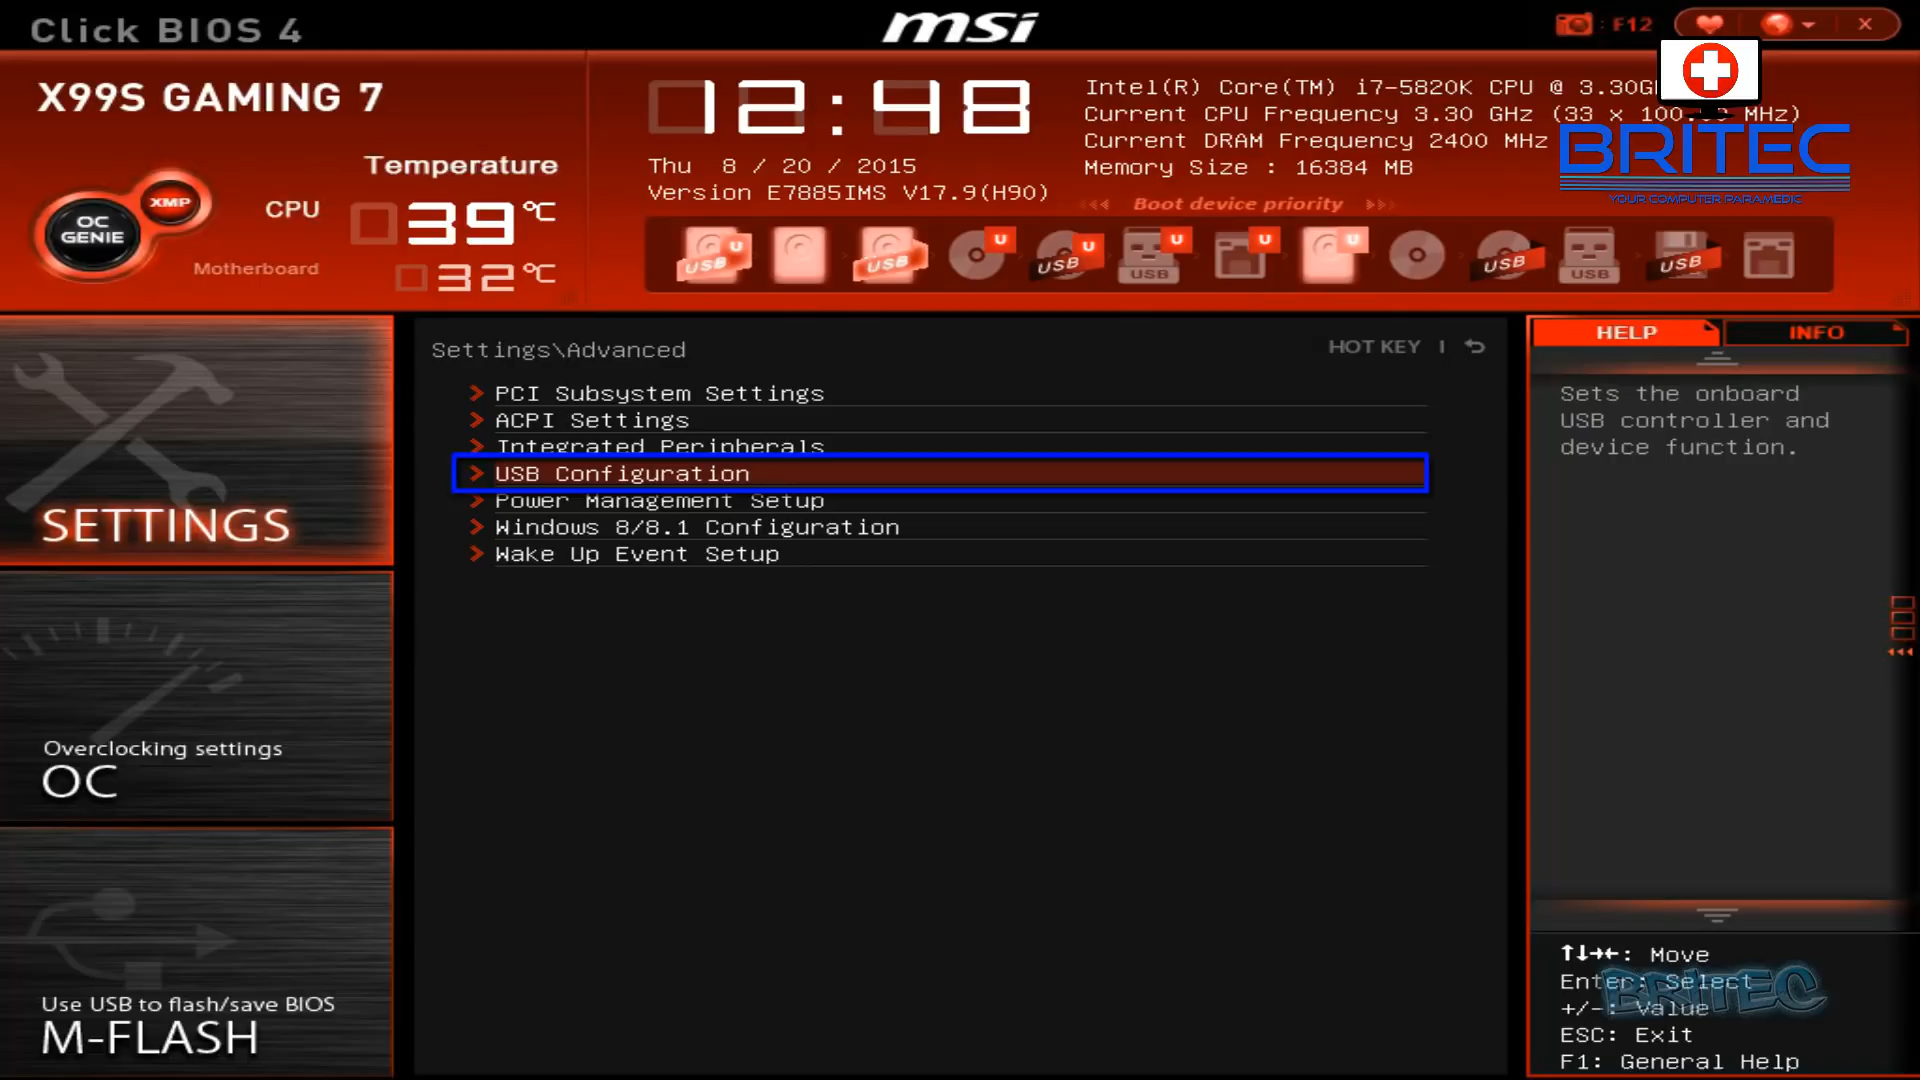 Click BIOS 4
msi
: F12
X
X99S GAMING 7
12:48
Intel(R) Core(TM) i7-5820K CPU @ 3.30G
Current CPU Frequency 3.30 GHz (33 x 100. MHz)
Current DRAM Frequency 2400 MHz
Memory Size : 16384 MB
Thu 8 / 20 / 2015
Version E7885IMS V17.9(H90)
BRITEC
YOUR COMPUTER PARAMEDIC
Temperature
OC GENIE
XMP
CPU 39°C
Motherboard 32°C
Boot device priority
USB U
USB
U
USB U
USB U
U
U
USB
USB
USB
SETTINGS
Overclocking settings
OC
Use USB to flash/save BIOS
M-FLASH
Settings\Advanced
HOT KEY |
> PCI Subsystem Settings
> ACPI Settings
> Integrated Peripherals
> USB Configuration
> Power Management Setup
> Windows 8/8.1 Configuration
> Wake Up Event Setup
HELP
INFO
Sets the onboard
USB controller and
device function.
↑↓→←: Move
Enter: Select
+/-: Value
ESC: Exit
F1: General Help
BRITEC